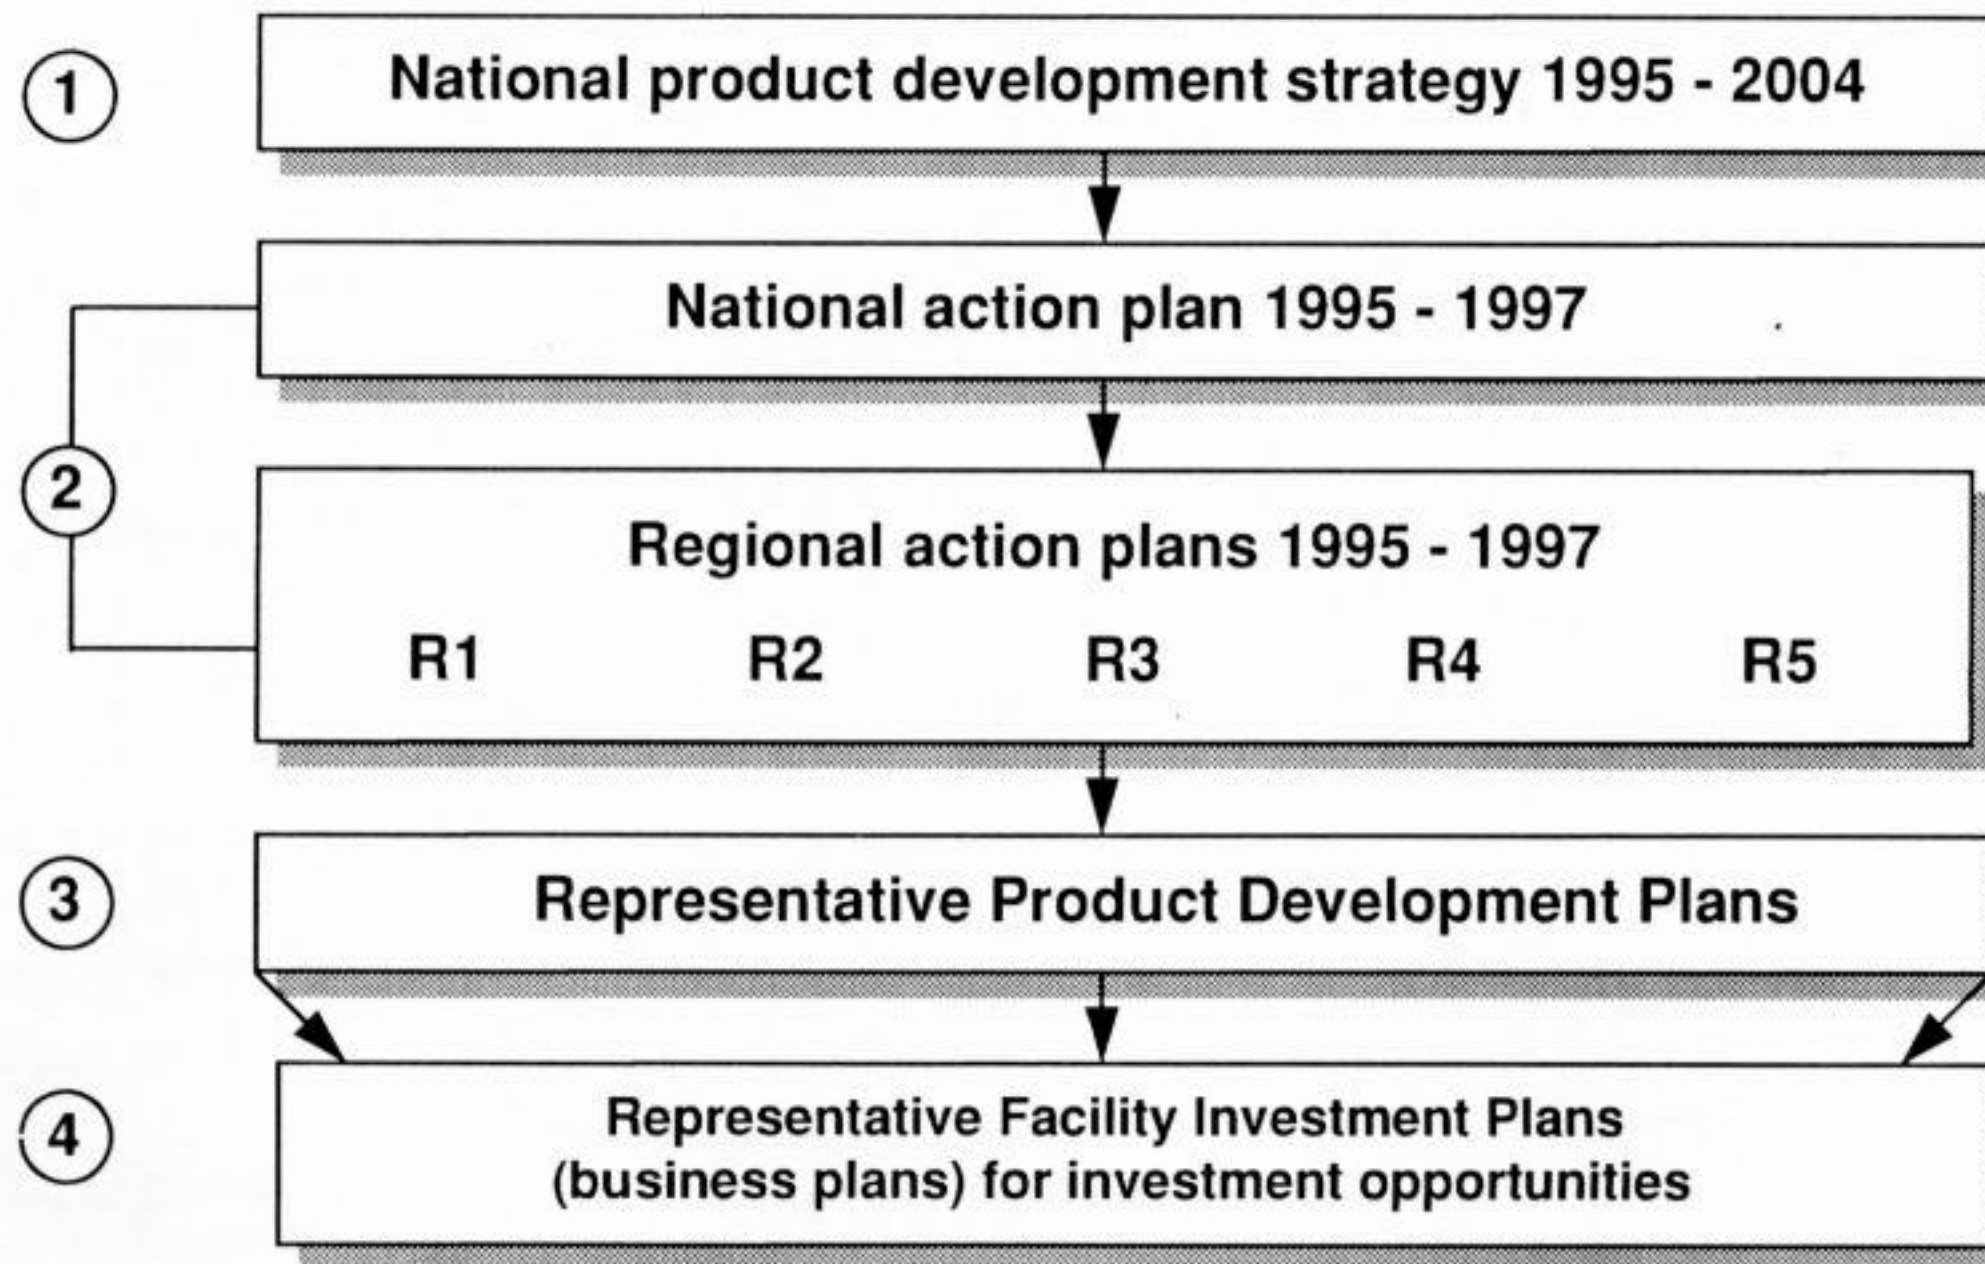 1
National product development strategy 1995 - 2004
National action plan 1995 - 1997
2
Regional action plans 1995 - 1997
R1 R2 R3 R4 R5
3
Representative Product Development Plans
4
Representative Facility Investment Plans
(business plans) for investment opportunities